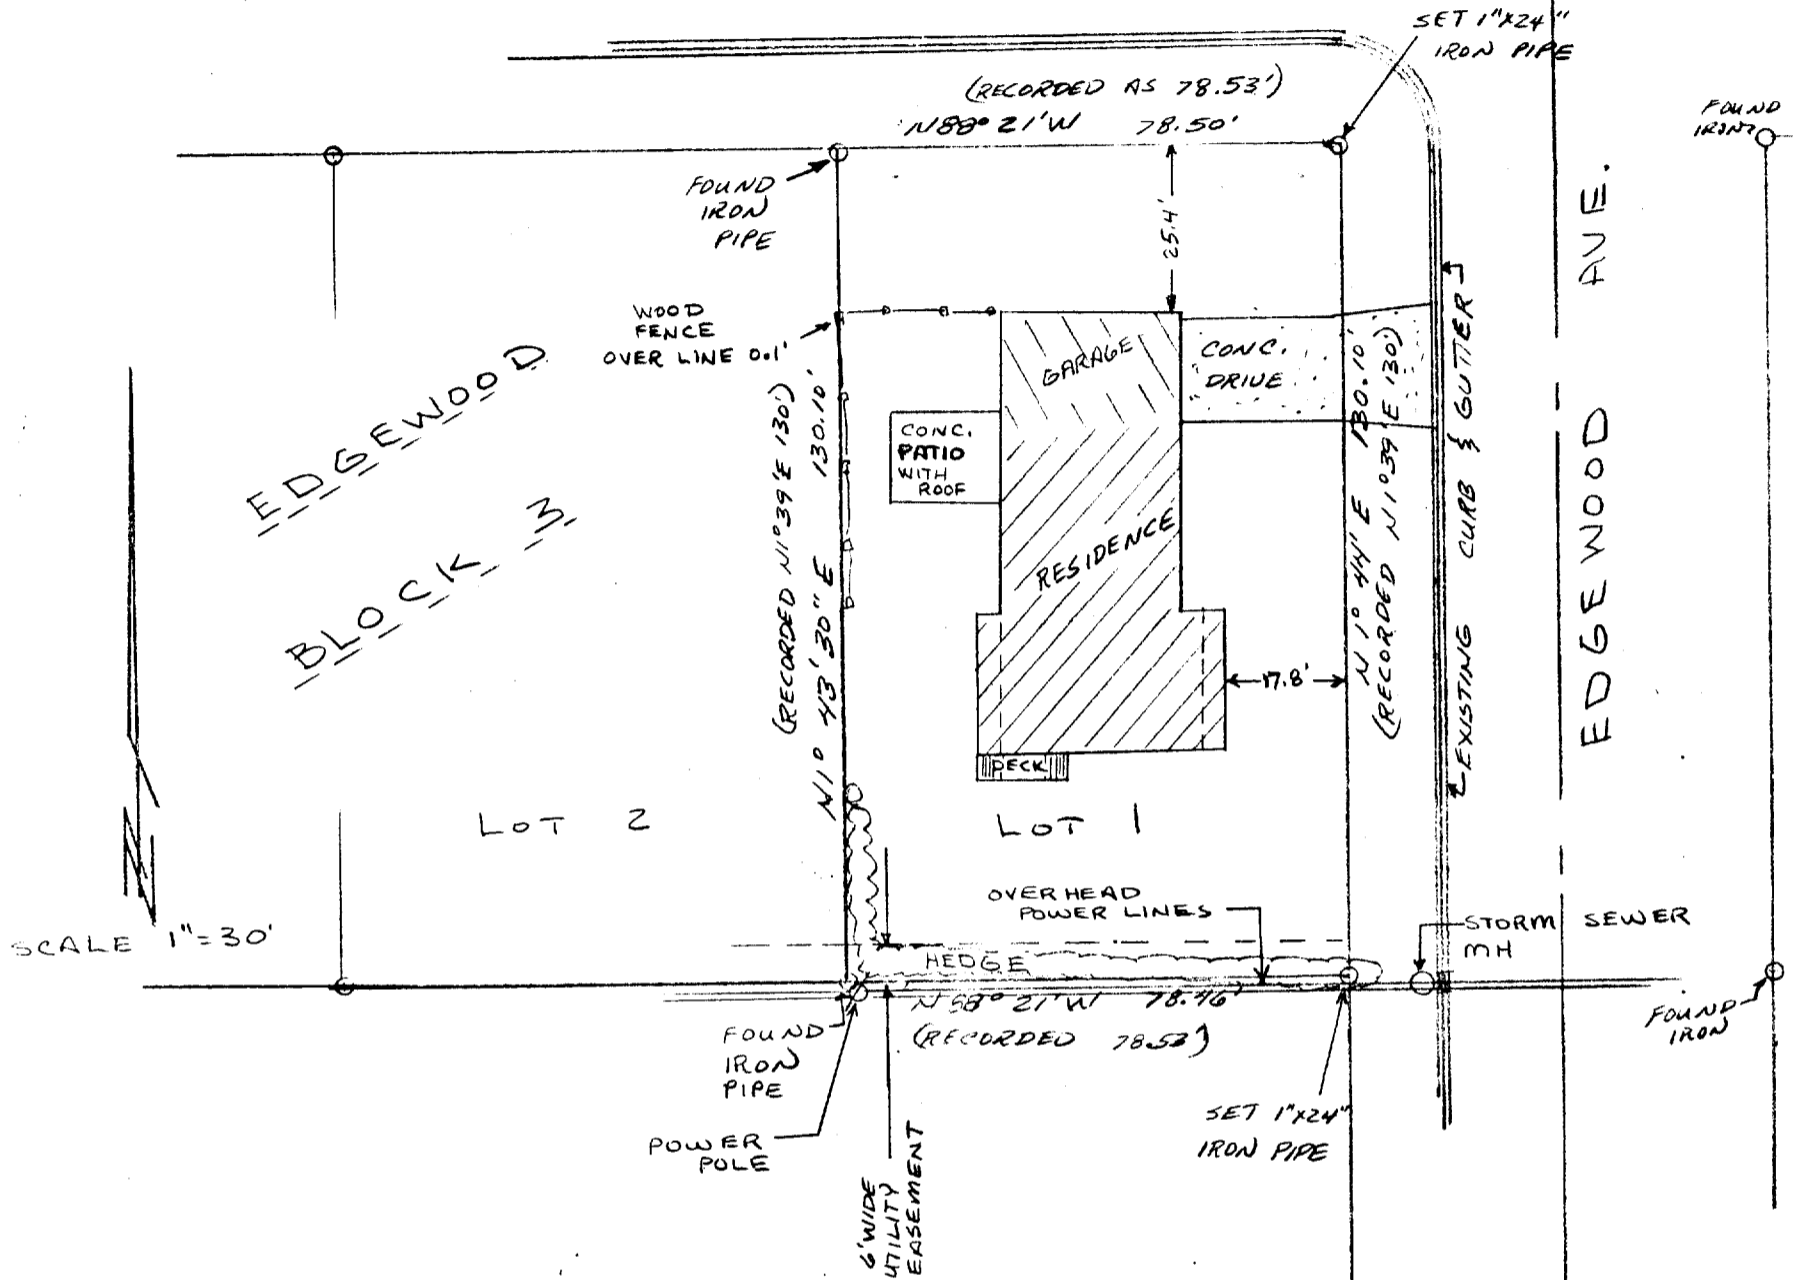 SET 1"X24"
IRON PIPE
(RECORDED AS 78.53')
N88° 21'W 78.50'
FOUND
IRON
FOUND
IRON
PIPE
25.4'
AVE.
EDGEWOOD
WOOD
FENCE
OVER LINE 0.1'
EDGEWOOD
BLOCK 3
GARAGE
CONC.
DRIVE
CONC.
PATIO
WITH
ROOF
RESIDENCE
(RECORDED N1°39'E 130')
N1° 43' 30" E 130.10'
N 1° 44' E 130.10'
(RECORDED N1°39'E 130')
EXISTING CURB & GUTTER
17.8'
DECK
LOT 2
LOT 1
N
SCALE 1"=30'
OVERHEAD
POWER LINES
STORM SEWER
MH
HEDGE
N 88° 21'W 78.46'
(RECORDED 78.53')
FOUND
IRON
PIPE
FOUND
IRON
POWER
POLE
SET 1"X24"
IRON PIPE
6'WIDE
UTILITY
EASEMENT